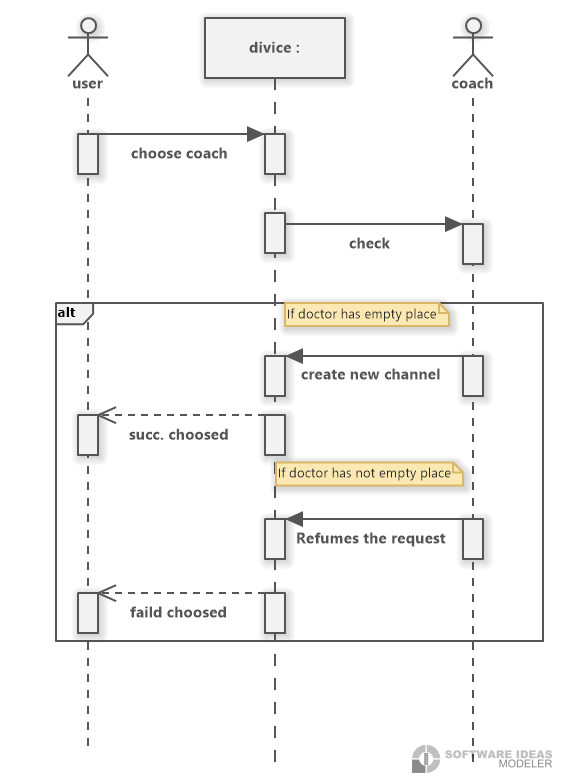 divice :
user
coach
choose coach
check
alt
If doctor has empty place
create new channel
succ. choosed
If doctor has not empty place
Refumes the request
faild choosed
SOFTWARE IDEAS
MODELER